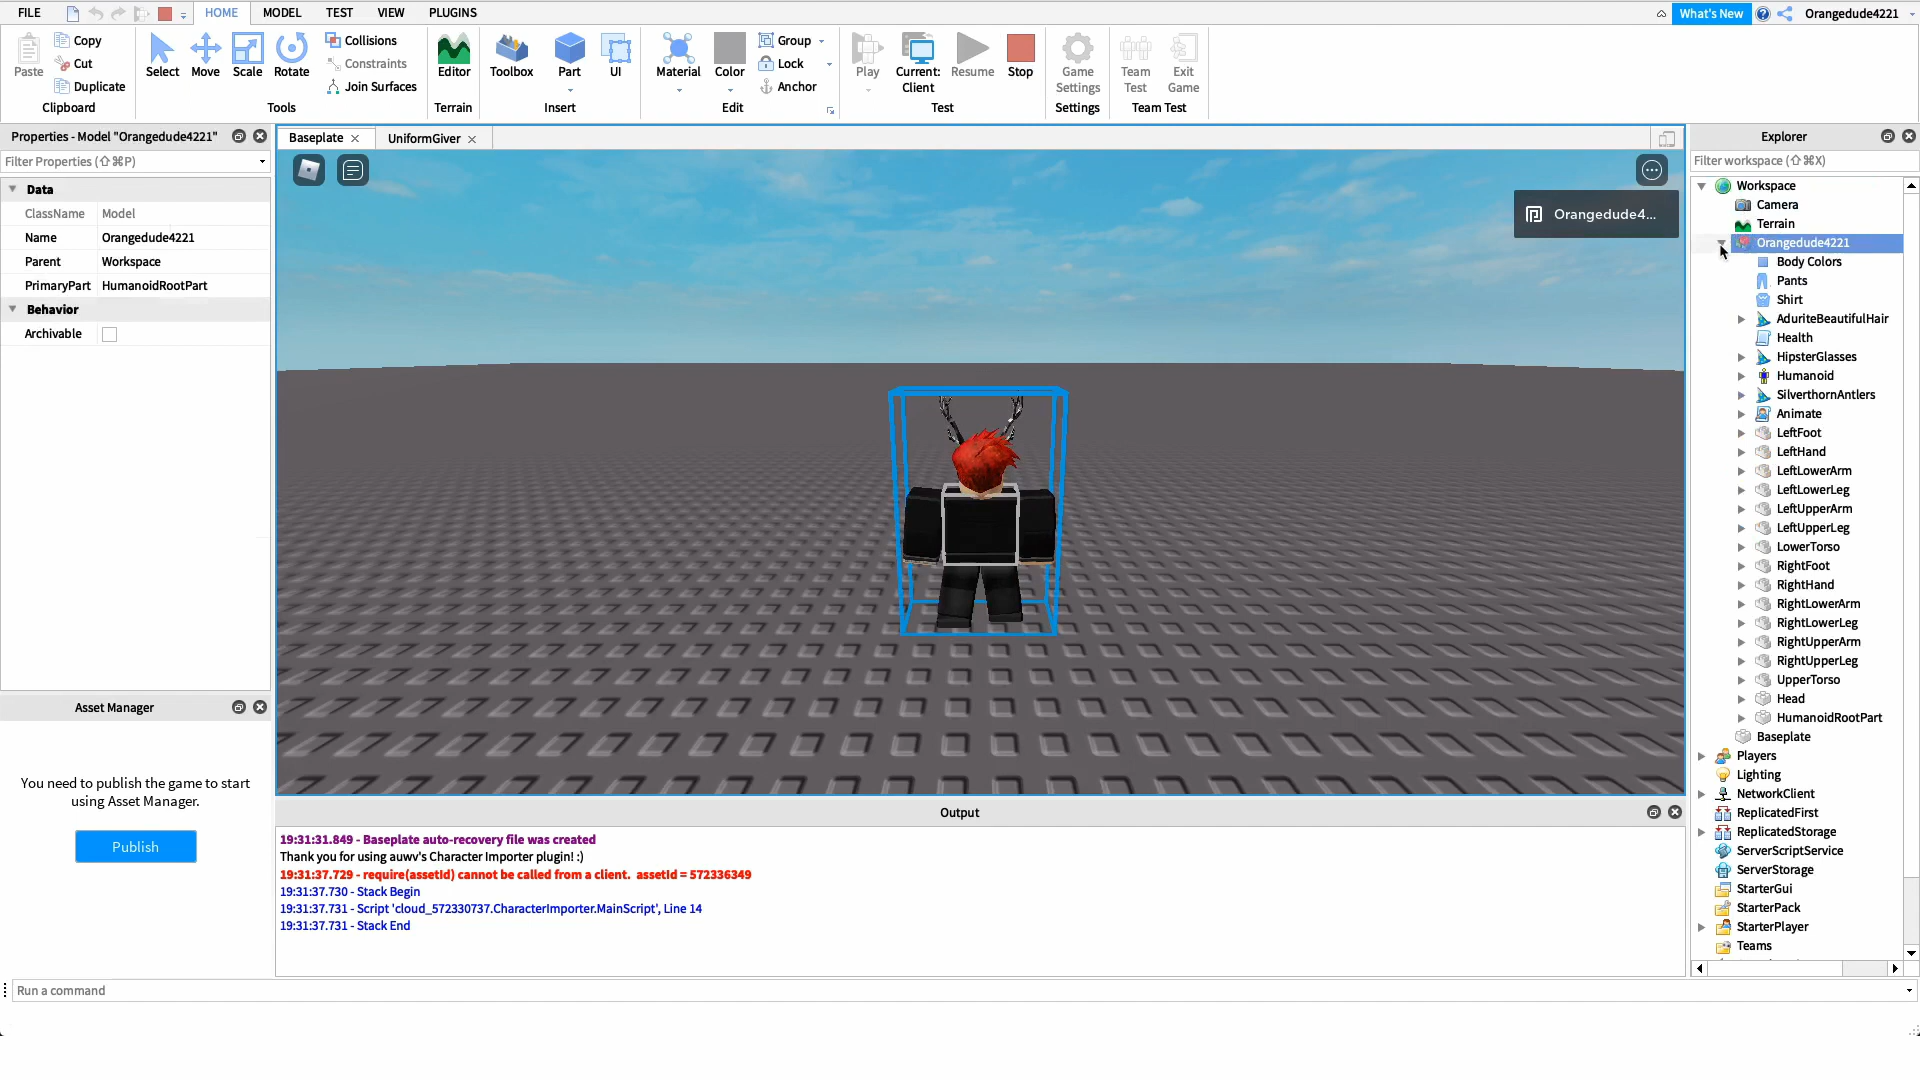 FILE
HOME
MODEL
TEST
VIEW
PLUGINS
What's New
Orangedude4221
Paste
Copy
Cut
Duplicate
Clipboard
Select
Move
Scale
Rotate
Collisions
Constraints
Join Surfaces
Tools
Editor
Terrain
Toolbox
Part
UI
Insert
Material
Color
Group
Lock
Anchor
Edit
Play
Current:
Client
Resume
Stop
Test
Game
Settings
Settings
Team
Test
Exit
Game
Team Test
Properties - Model "Orangedude4221"
Filter Properties (⇧⌘P)
Data
ClassName Model
Name Orangedude4221
Parent Workspace
PrimaryPart HumanoidRootPart
Behavior
Archivable
Asset Manager
You need to publish the game to start
using Asset Manager.
Publish
Baseplate
UniformGiver
Orangedude4...
Output
19:31:31.849 - Baseplate auto-recovery file was created
Thank you for using auwv's Character Importer plugin! :)
19:31:37.729 - require(assetId) cannot be called from a client. assetId = 572336349
19:31:37.730 - Stack Begin
19:31:37.731 - Script 'cloud_572330737.CharacterImporter.MainScript', Line 14
19:31:37.731 - Stack End
Explorer
Filter workspace (⇧⌘X)
Workspace
Camera
Terrain
Orangedude4221
Body Colors
Pants
Shirt
AduriteBeautifulHair
Health
HipsterGlasses
Humanoid
SilverthornAntlers
Animate
LeftFoot
LeftHand
LeftLowerArm
LeftLowerLeg
LeftUpperArm
LeftUpperLeg
LowerTorso
RightFoot
RightHand
RightLowerArm
RightLowerLeg
RightUpperArm
RightUpperLeg
UpperTorso
Head
HumanoidRootPart
Baseplate
Players
Lighting
NetworkClient
ReplicatedFirst
ReplicatedStorage
ServerScriptService
ServerStorage
StarterGui
StarterPack
StarterPlayer
Teams
Run a command